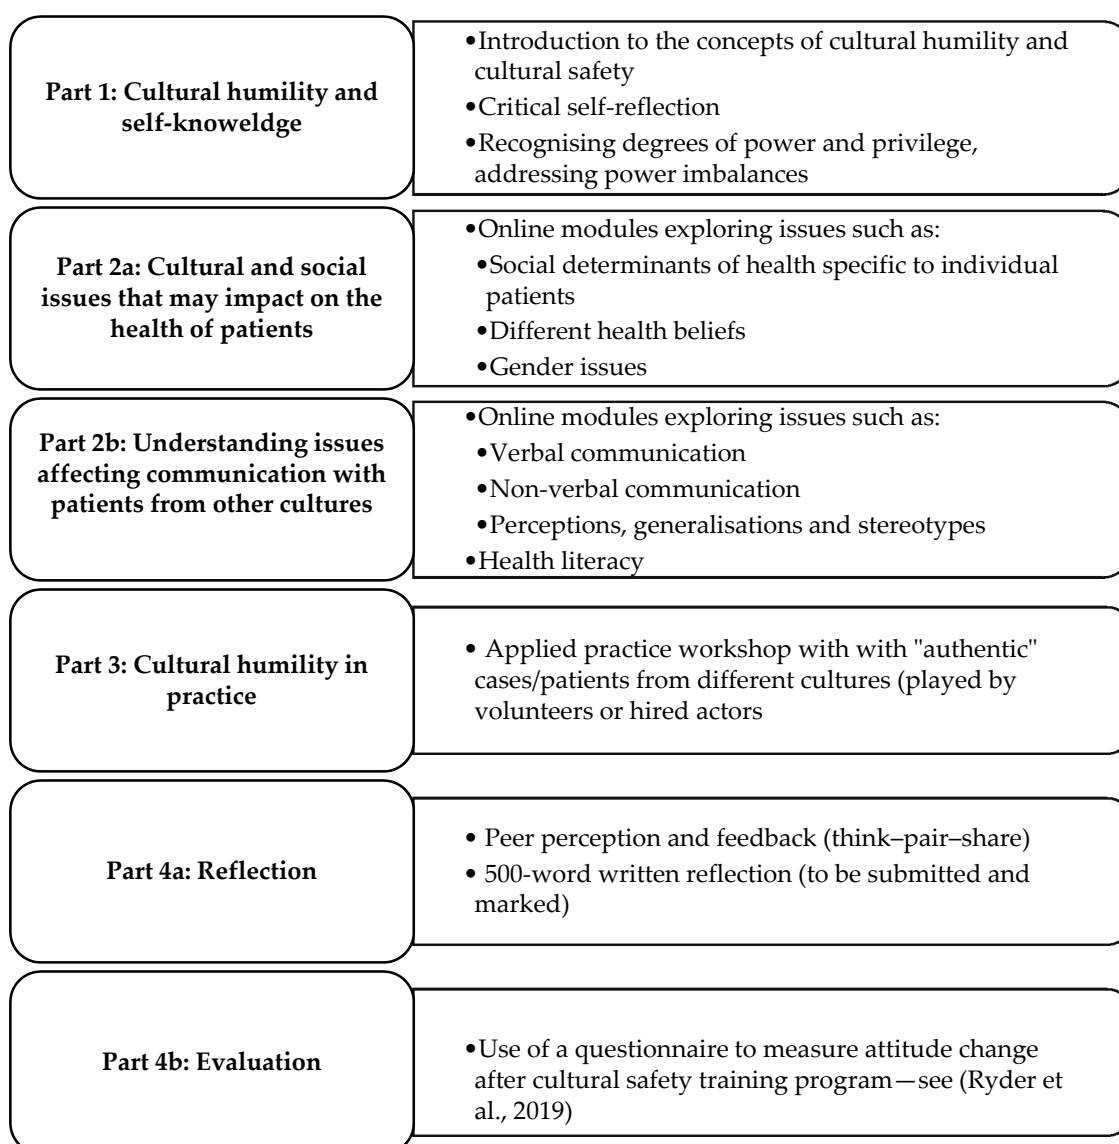 Part 1: Cultural humility and
self-knoweldge
•Introduction to the concepts of cultural humility and
cultural safety
•Critical self-reflection
•Recognising degrees of power and privilege,
addressing power imbalances
Part 2a: Cultural and social
issues that may impact on the
health of patients
•Online modules exploring issues such as:
•Social determinants of health specific to individual
patients
•Different health beliefs
•Gender issues
Part 2b: Understanding issues
affecting communication with
patients from other cultures
•Online modules exploring issues such as:
•Verbal communication
•Non-verbal communication
•Perceptions, generalisations and stereotypes
•Health literacy
Part 3: Cultural humility in
practice
• Applied practice workshop with with "authentic"
cases/patients from different cultures (played by
volunteers or hired actors
Part 4a: Reflection
• Peer perception and feedback (think–pair–share)
• 500-word written reflection (to be submitted and
marked)
Part 4b: Evaluation
•Use of a questionnaire to measure attitude change
after cultural safety training program—see (Ryder et
al., 2019)